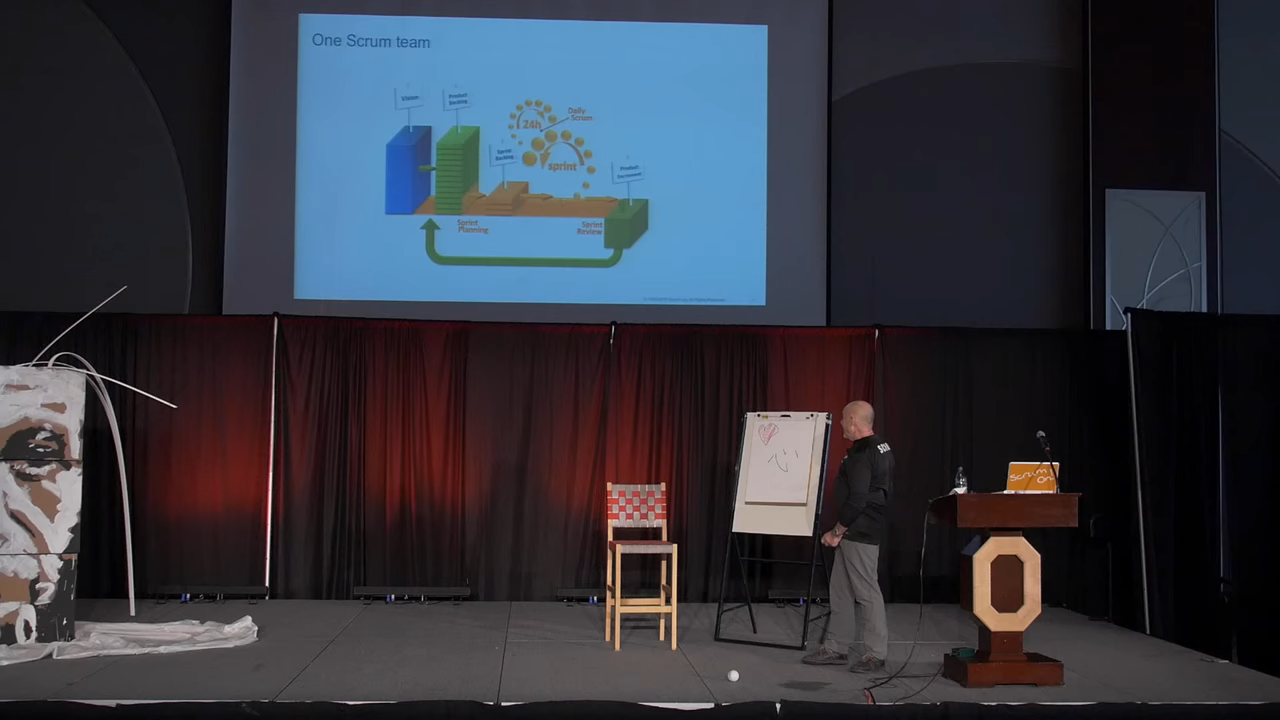 One Scrum team
Vision
Product
Backlog
24h
Daily
Scrum
Sprint
Backlog
sprint
Product
Increment
Sprint
Planning
Sprint
Review
Scrum
On